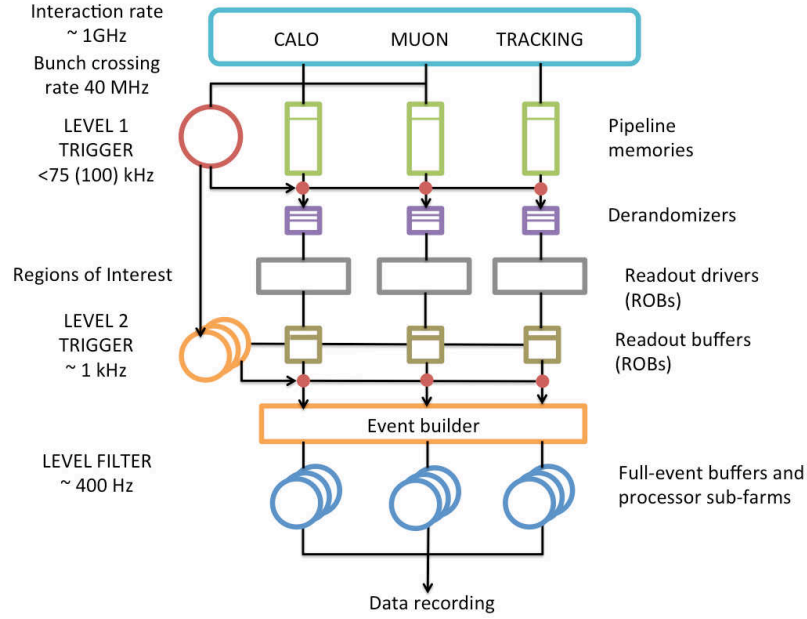 Interaction rate
~ 1GHz
Bunch crossing
rate 40 MHz
CALO
MUON
TRACKING
LEVEL 1
TRIGGER
<75 (100) kHz
Pipeline
memories
Derandomizers
Regions of Interest
Readout drivers
(ROBs)
LEVEL 2
TRIGGER
~ 1 kHz
Readout buffers
(ROBs)
Event builder
LEVEL FILTER
~ 400 Hz
Full-event buffers and
processor sub-farms
Data recording